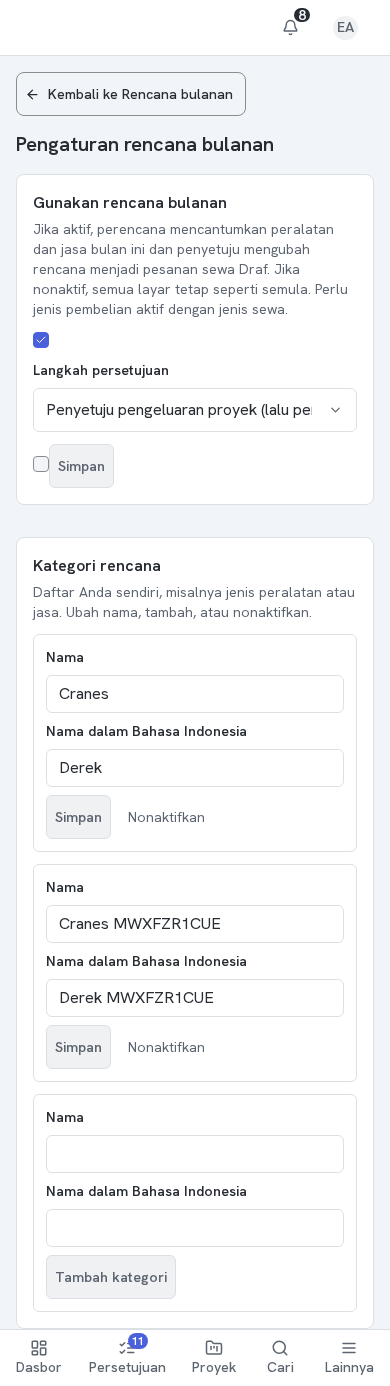 8
EA
Kembali ke Rencana bulanan
Pengaturan rencana bulanan
Gunakan rencana bulanan
Jika aktif, perencana mencantumkan peralatan
dan jasa bulan ini dan penyetuju mengubah
rencana menjadi pesanan sewa Draf. Jika
nonaktif, semua layar tetap seperti semula. Perlu
jenis pembelian aktif dengan jenis sewa.
Langkah persetujuan
Penyetuju pengeluaran proyek (lalu
Simpan
Kategori rencana
Daftar Anda sendiri, misalnya jenis peralatan atau
jasa. Ubah nama, tambah, atau nonaktifkan.
Nama
Cranes
Nama dalam Bahasa Indonesia
Derek
Simpan Nonaktifkan
Nama
Cranes MWXFZR1CUE
Nama dalam Bahasa Indonesia
Derek MWXFZR1CUE
Simpan Nonaktifkan
Nama
Nama dalam Bahasa Indonesia
Tambah kategori
11
Dasbor Persetujuan Proyek Cari Lainnya